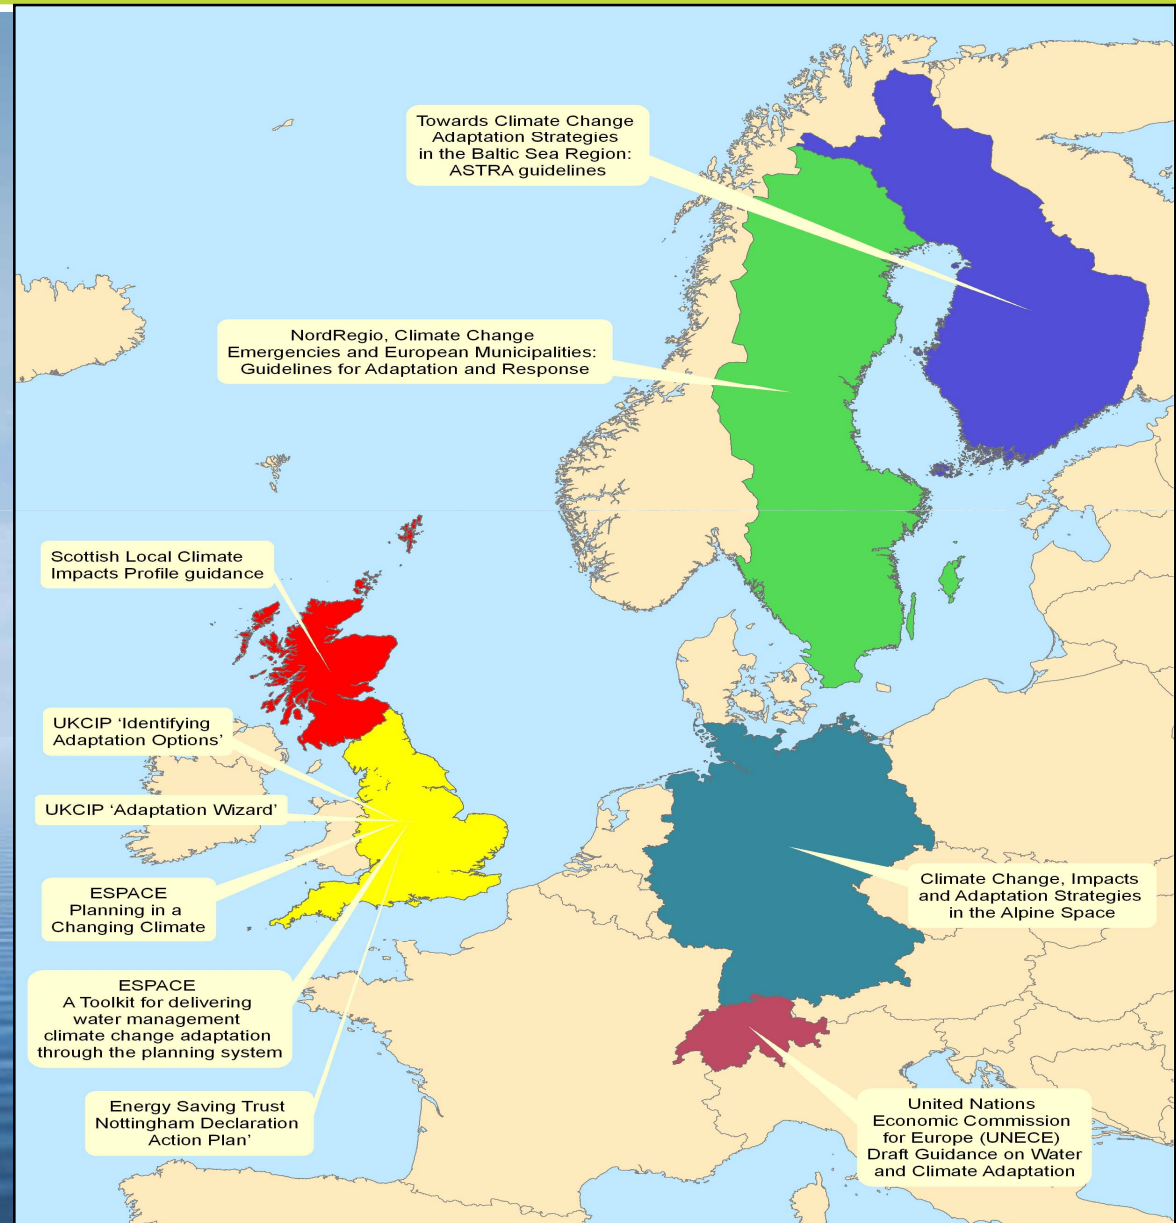 Towards Climate Change
Adaptation Strategies
in the Baltic Sea Region:
ASTRA guidelines
NordRegio, Climate Change
Emergencies and European Municipalities:
Guidelines for Adaptation and Response
Scottish Local Climate
Impacts Profile guidance
UKCIP ‘Identifying
Adaptation Options’
UKCIP ‘Adaptation Wizard’
ESPACE
Planning in a
Changing Climate
ESPACE
A Toolkit for delivering
water management
climate change adaptation
through the planning system
Energy Saving Trust
Nottingham Declaration
Action Plan’
Climate Change, Impacts
and Adaptation Strategies
in the Alpine Space
United Nations
Economic Commission
for Europe (UNECE)
Draft Guidance on Water
and Climate Adaptation